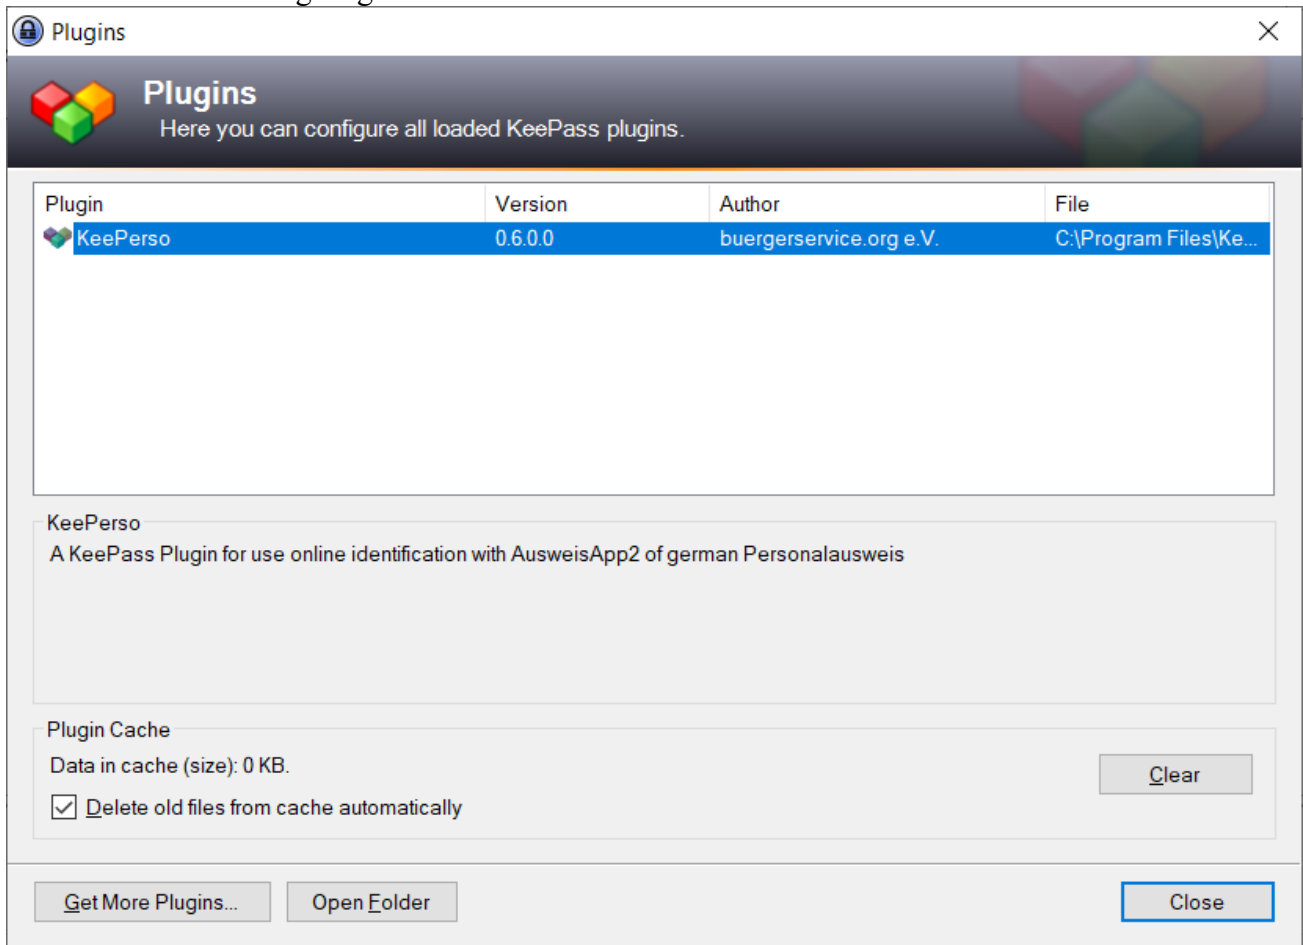 Plugins
Plugins
Here you can configure all loaded KeePass plugins.
Plugin Version Author File
KeePerso 0.6.0.0 buergerservice.org e.V. C:\Program Files\Ke...
KeePerso
A KeePass Plugin for use online identification with AusweisApp2 of german Personalausweis
Plugin Cache
Data in cache (size): 0 KB.
Clear
Delete old files from cache automatically
Get More Plugins... Open Folder Close